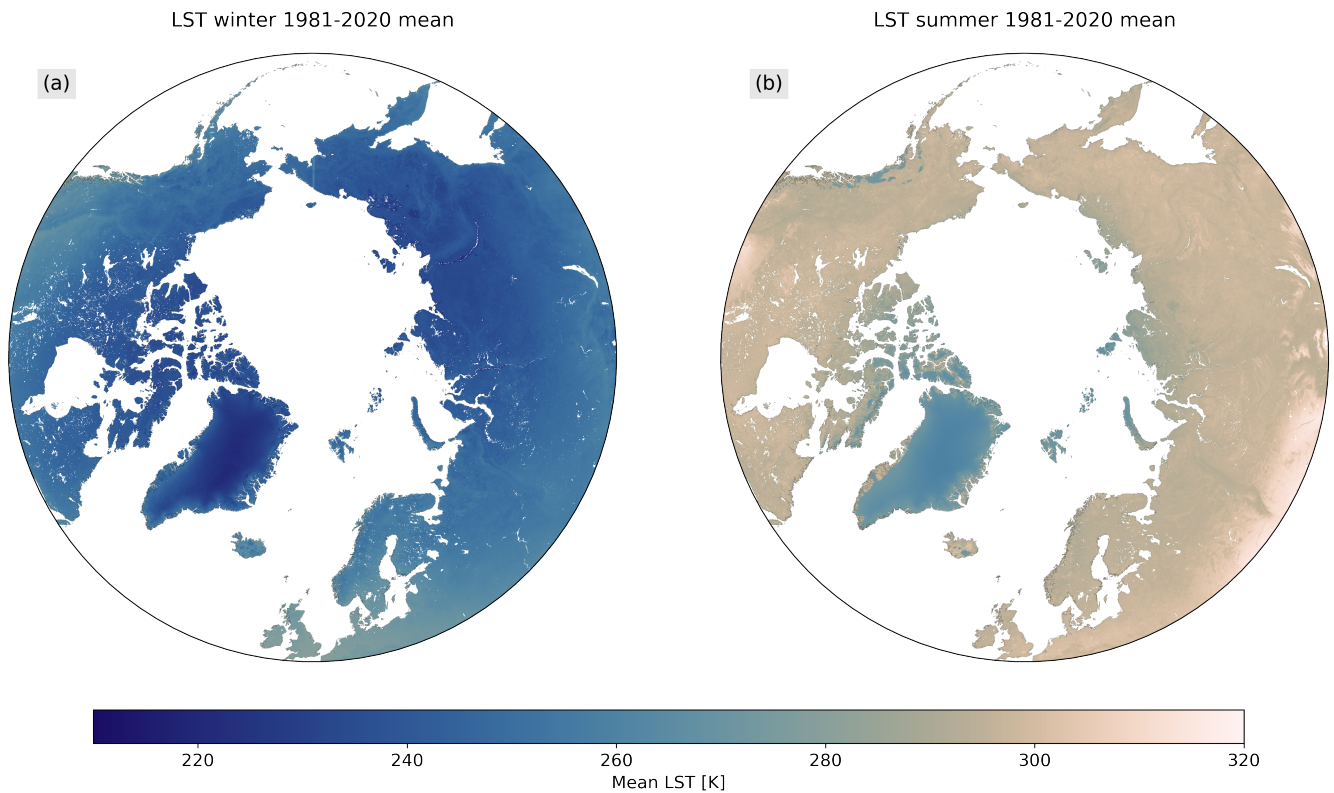 LST winter 1981-2020 mean
LST summer 1981-2020 mean
(a)
(b)
220 240 260 280 300 320
Mean LST [K]